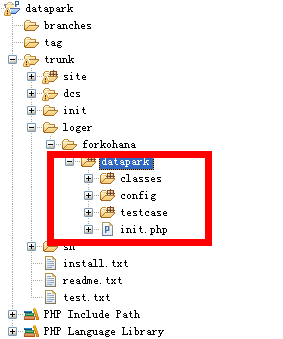 datapark
branches
tag
trunk
site
dcs
init
loger
forkohana
datapark
classes
config
testcase
init.php
sh
install.txt
readme.txt
test.txt
PHP Include Path
PHP Language Library